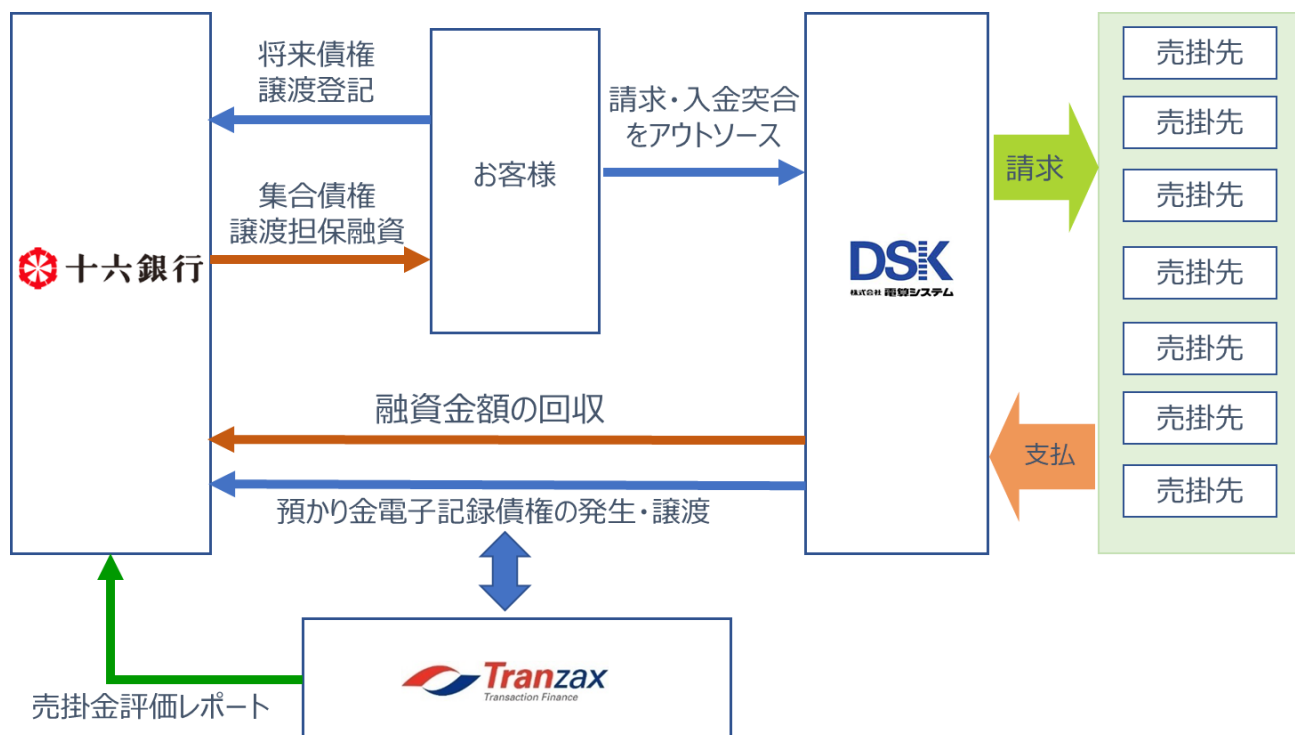 将来債権
譲渡登記
集合債権
譲渡担保融資
十六銀行
お客様
請求・入金突合
をアウトソース
DSK
株式会社 電算システム
請求
支払
売掛先
売掛先
売掛先
売掛先
売掛先
売掛先
売掛先
融資金額の回収
預かり金電子記録債権の発生・譲渡
Tranzax
Transaction Finance
売掛金評価レポート